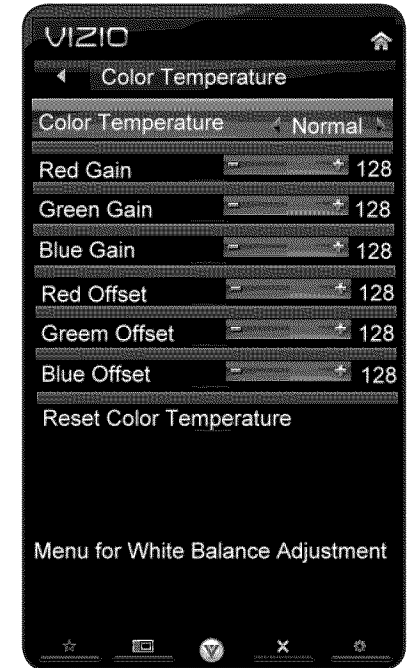 VIZIO
Color Temperature
Color Temperature Normal
Red Gain - + 128
Green Gain - + 128
Blue Gain - + 128
Red Offset - + 128
Greem Offset - + 128
Blue Offset - + 128
Reset Color Temperature
Menu for White Balance Adjustment
V